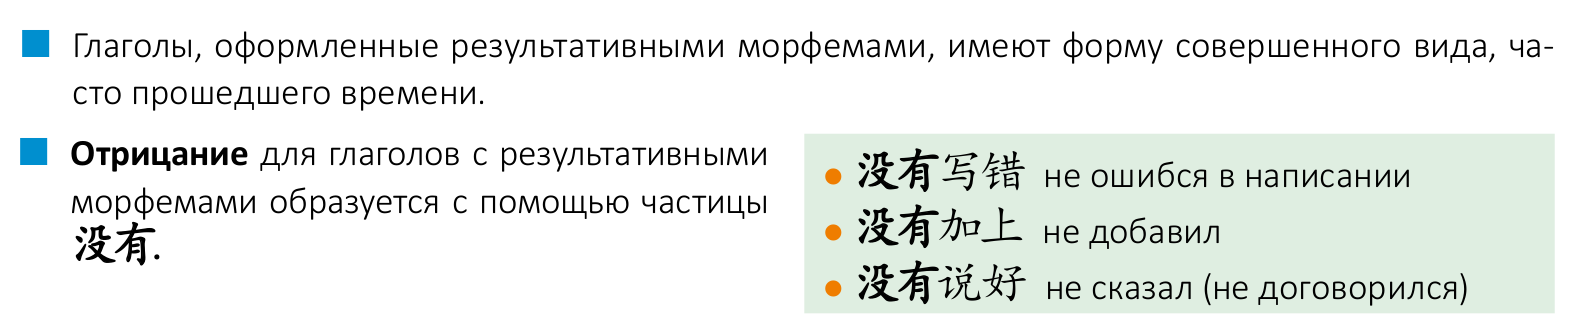 Глаголы, оформленные результативными морфемами, имеют форму совершенного вида, ча-
сто прошедшего времени.
Отрицание для глаголов с результативными
морфемами образуется с помощью частицы
没有.
• 没有写错 не ошибся в написании
• 没有加上 не добавил
• 没有说好 не сказал (не договорился)